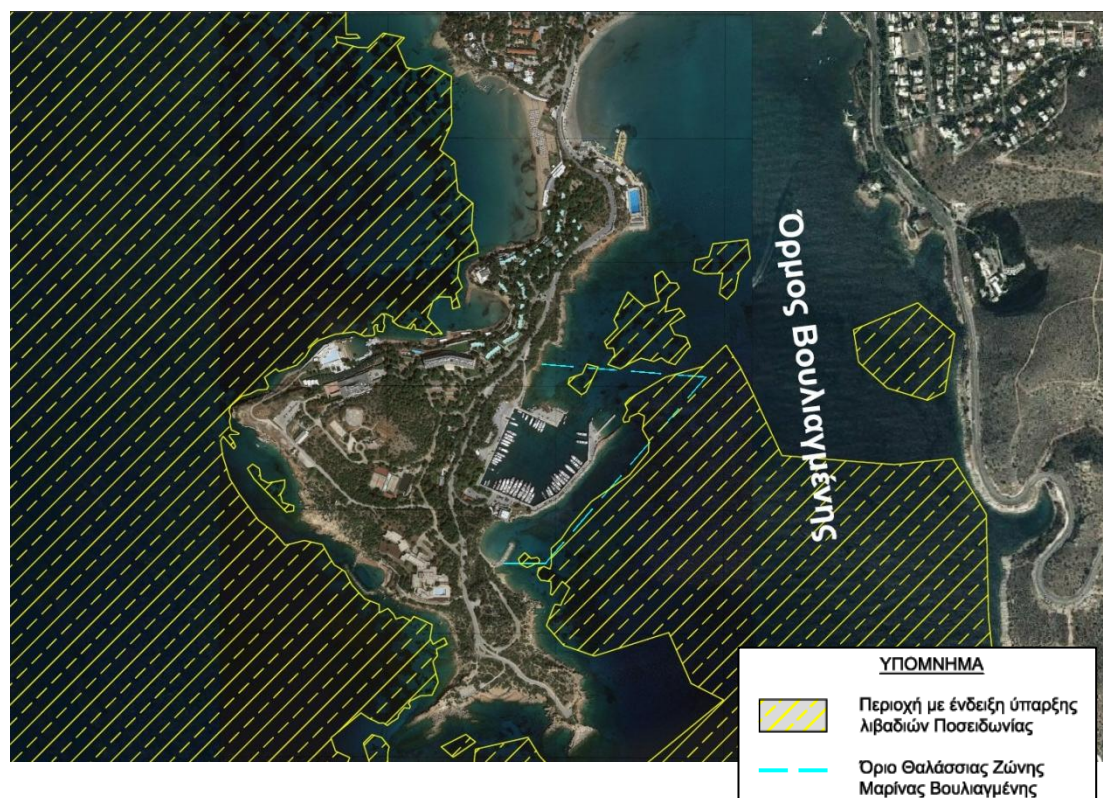 Όρμος Βουλιαγμένης
ΥΠΟΜΝΗΜΑ
Περιοχή με ένδειξη ύπαρξης
λιβαδιών Ποσειδωνίας
Όριο Θαλάσσιας Ζώνης
Μαρίνας Βουλιαγμένης